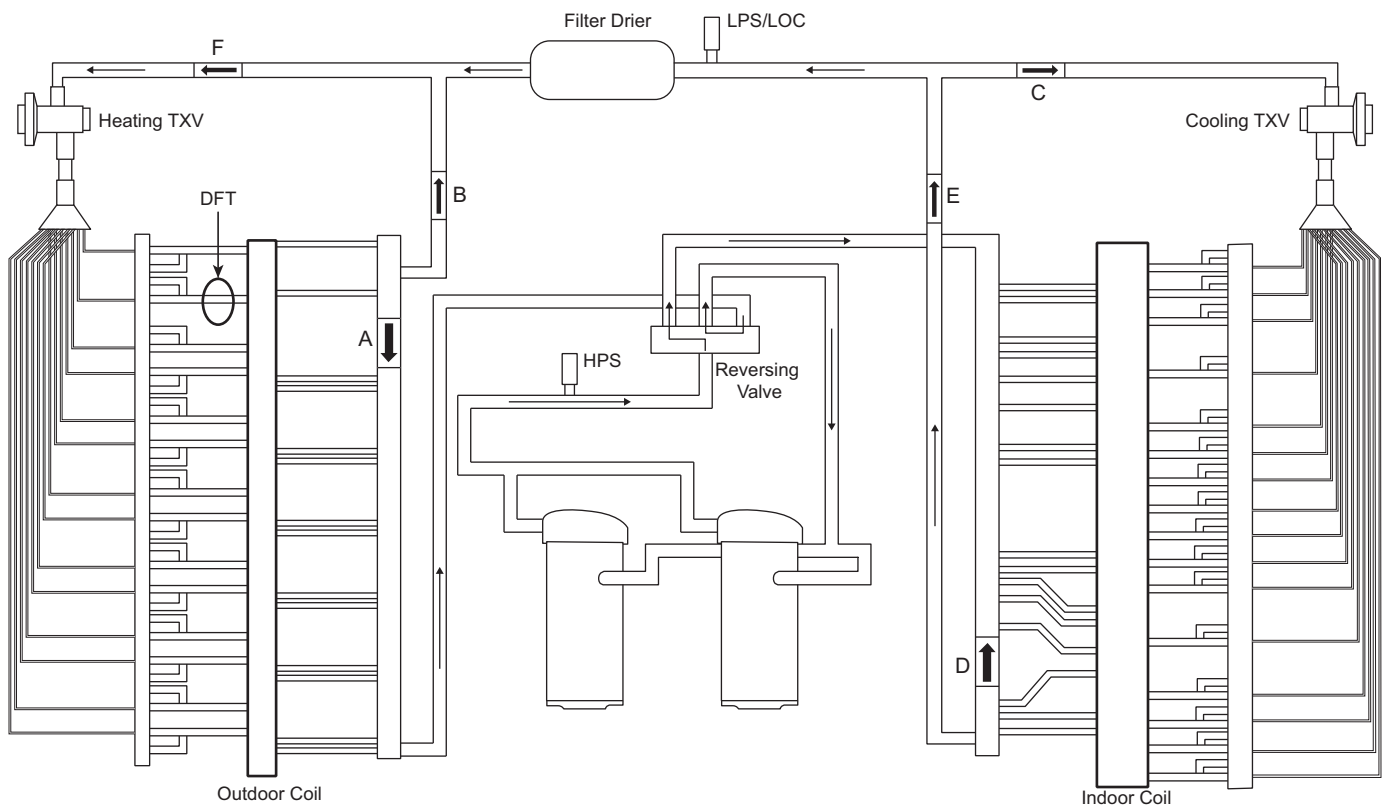 Filter Drier
LPS/LOC
F
C
Heating TXV
Cooling TXV
DFT
B
E
A
HPS
Reversing
Valve
D
Outdoor Coil
Indoor Coil